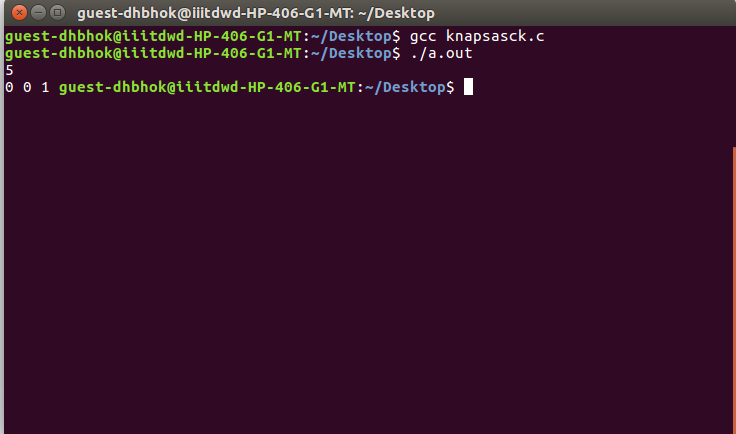 guest-dhbhok@iiitdwd-HP-406-G1-MT: ~/Desktop
guest-dhbhok@iiitdwd-HP-406-G1-MT:~/Desktop$ gcc knapsasck.c
guest-dhbhok@iiitdwd-HP-406-G1-MT:~/Desktop$ ./a.out
5
0 0 1 guest-dhbhok@iiitdwd-HP-406-G1-MT:~/Desktop$